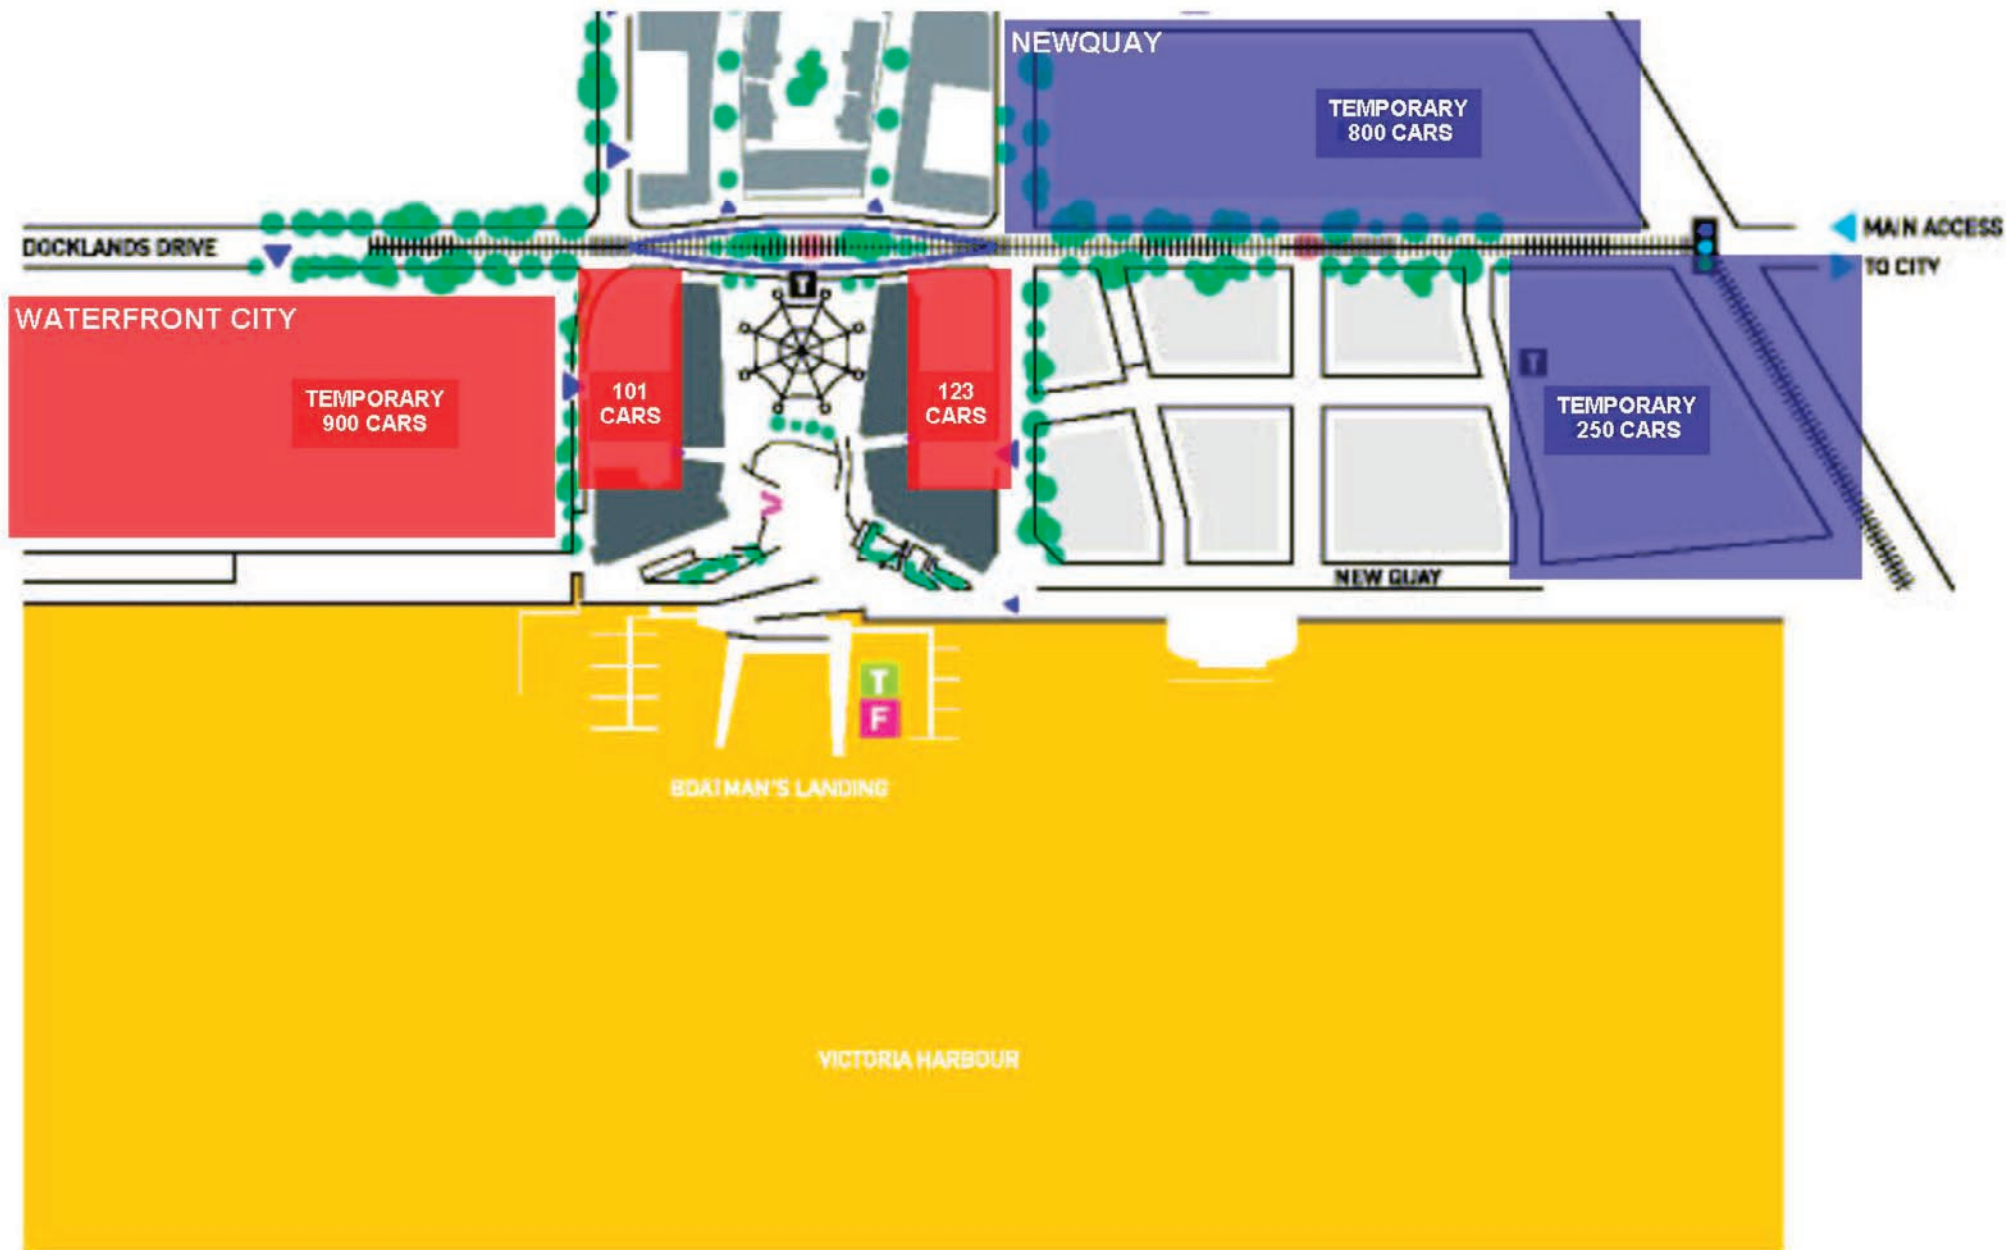 NEWQUAY
TEMPORARY
800 CARS
DOCKLANDS DRIVE
MAIN ACCESS
TO CITY
WATERFRONT CITY
T
TEMPORARY
900 CARS
101
CARS
123
CARS
T
TEMPORARY
250 CARS
NEW QUAY
T
F
BOATMAN'S LANDING
VICTORIA HARBOUR